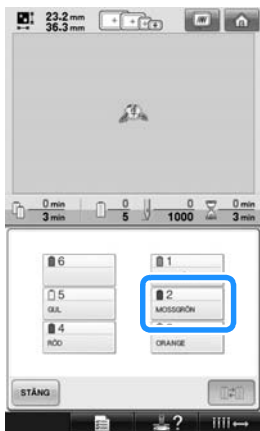 23.2 mm
36.3 mm
0 min
3 min
0
5
0
1000
0 min
3 min
6
1
5
GUL
2
MOSSGRÖN
4
RÖD
ORANGE
STÄNG
?